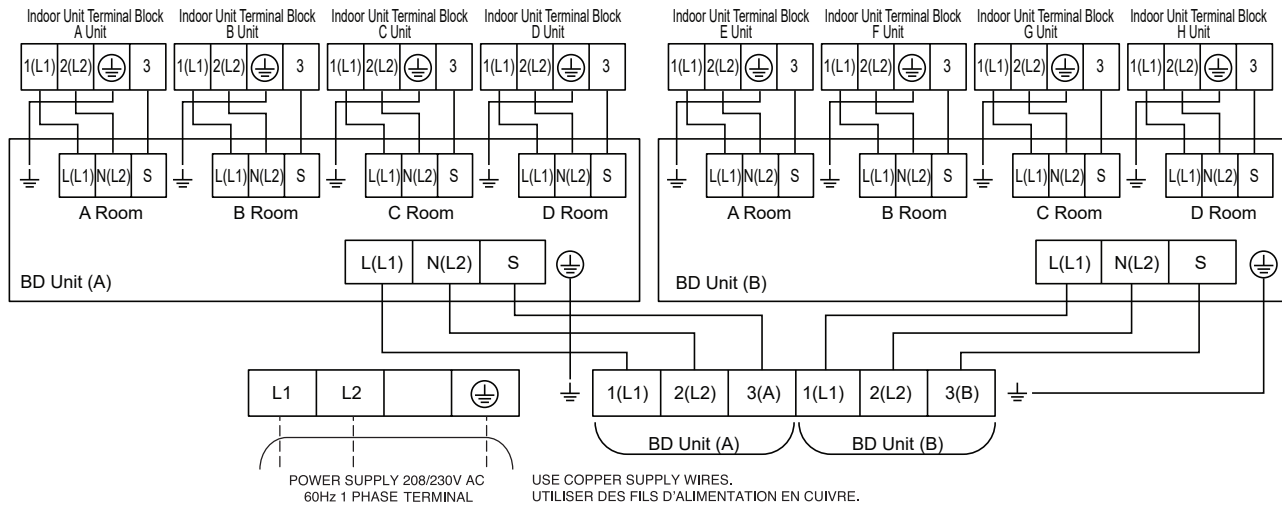 Indoor Unit Terminal Block Indoor Unit Terminal Block Indoor Unit Terminal Block Indoor Unit Terminal Block Indoor Unit Terminal Block Indoor Unit Terminal Block Indoor Unit Terminal Block Indoor Unit Terminal Block
A Unit B Unit C Unit D Unit E Unit F Unit G Unit H Unit
1(L1) 2(L2) 3 1(L1) 2(L2) 3 1(L1) 2(L2) 3 1(L1) 2(L2) 3 1(L1) 2(L2) 3 1(L1) 2(L2) 3 1(L1) 2(L2) 3 1(L1) 2(L2) 3
L(L1) N(L2) S L(L1) N(L2) S L(L1) N(L2) S L(L1) N(L2) S L(L1) N(L2) S L(L1) N(L2) S L(L1) N(L2) S L(L1) N(L2) S
A Room B Room C Room D Room A Room B Room C Room D Room
L(L1) N(L2) S L(L1) N(L2) S
BD Unit (A) BD Unit (B)
L1 L2 1(L1) 2(L2) 3(A) 1(L1) 2(L2) 3(B)
BD Unit (A) BD Unit (B)
POWER SUPPLY 208/230V AC
60Hz 1 PHASE TERMINAL
USE COPPER SUPPLY WIRES.
UTILISER DES FILS D'ALIMENTATION EN CUIVRE.